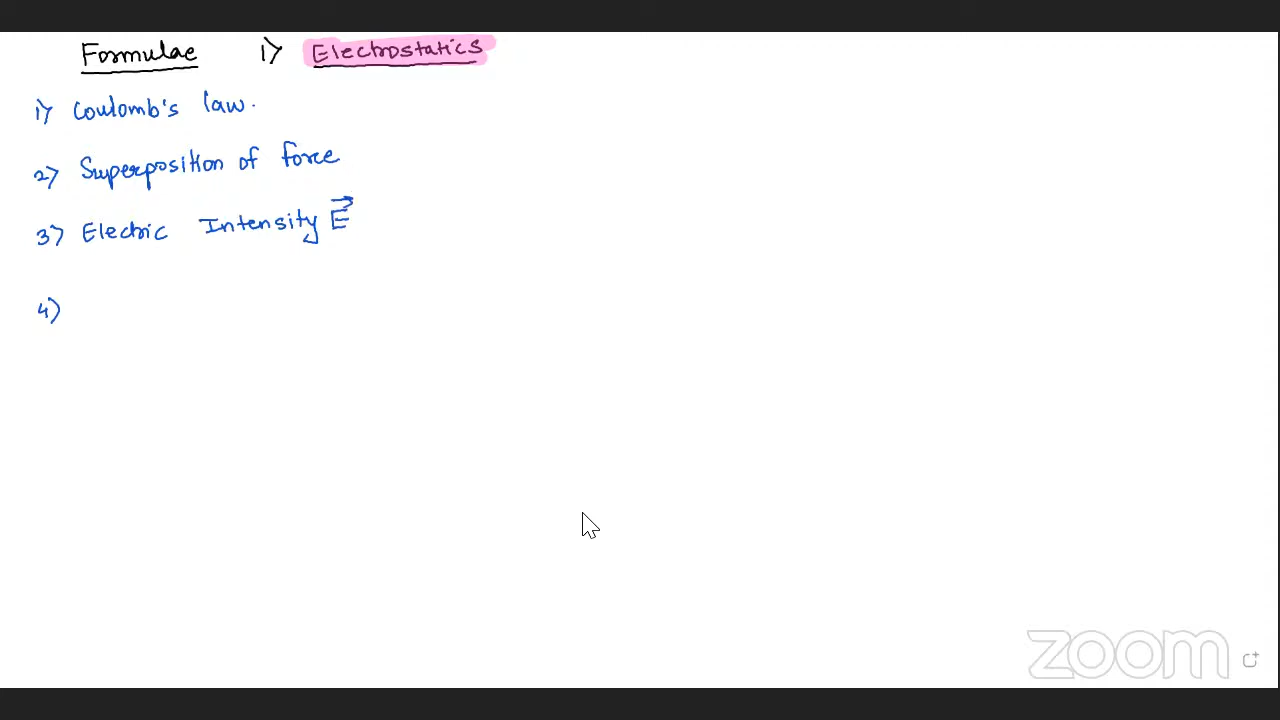 Formulae 1) Electrostatics
1) Coulomb's law.
2) Superposition of force
3) Electric Intensity E⃗
4)
zoom